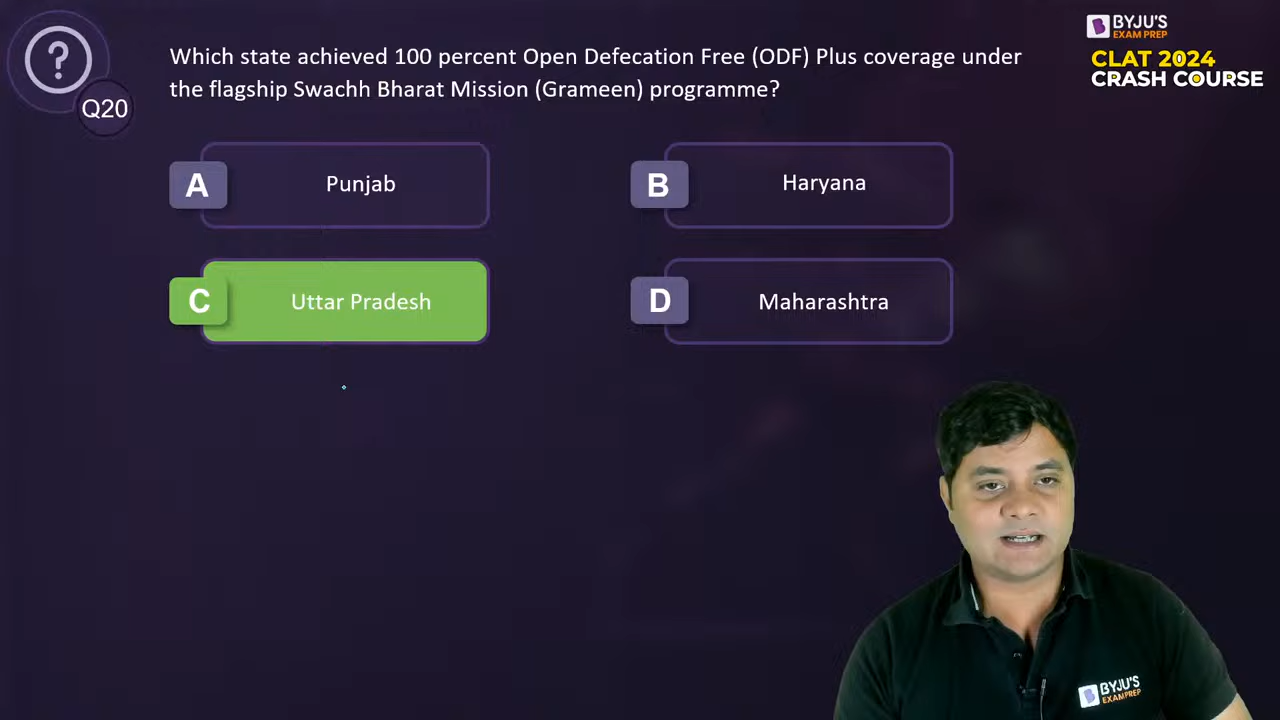 ?
Q20
Which state achieved 100 percent Open Defecation Free (ODF) Plus coverage under
the flagship Swachh Bharat Mission (Grameen) programme?
BYJU'S
EXAM PREP
CLAT 2024
CRASH COURSE
A
Punjab
B
Haryana
C
Uttar Pradesh
D
Maharashtra
BYJU'S
EXAM PREP